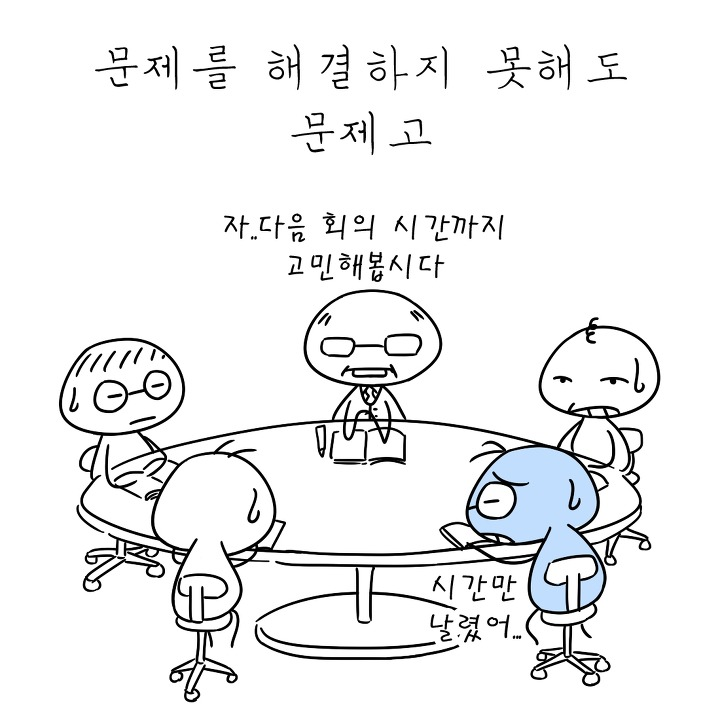 문제를 해결하지 못해도
문제고
자..다음 회의 시간까지
고민해봅시다
시간만
날렸어...